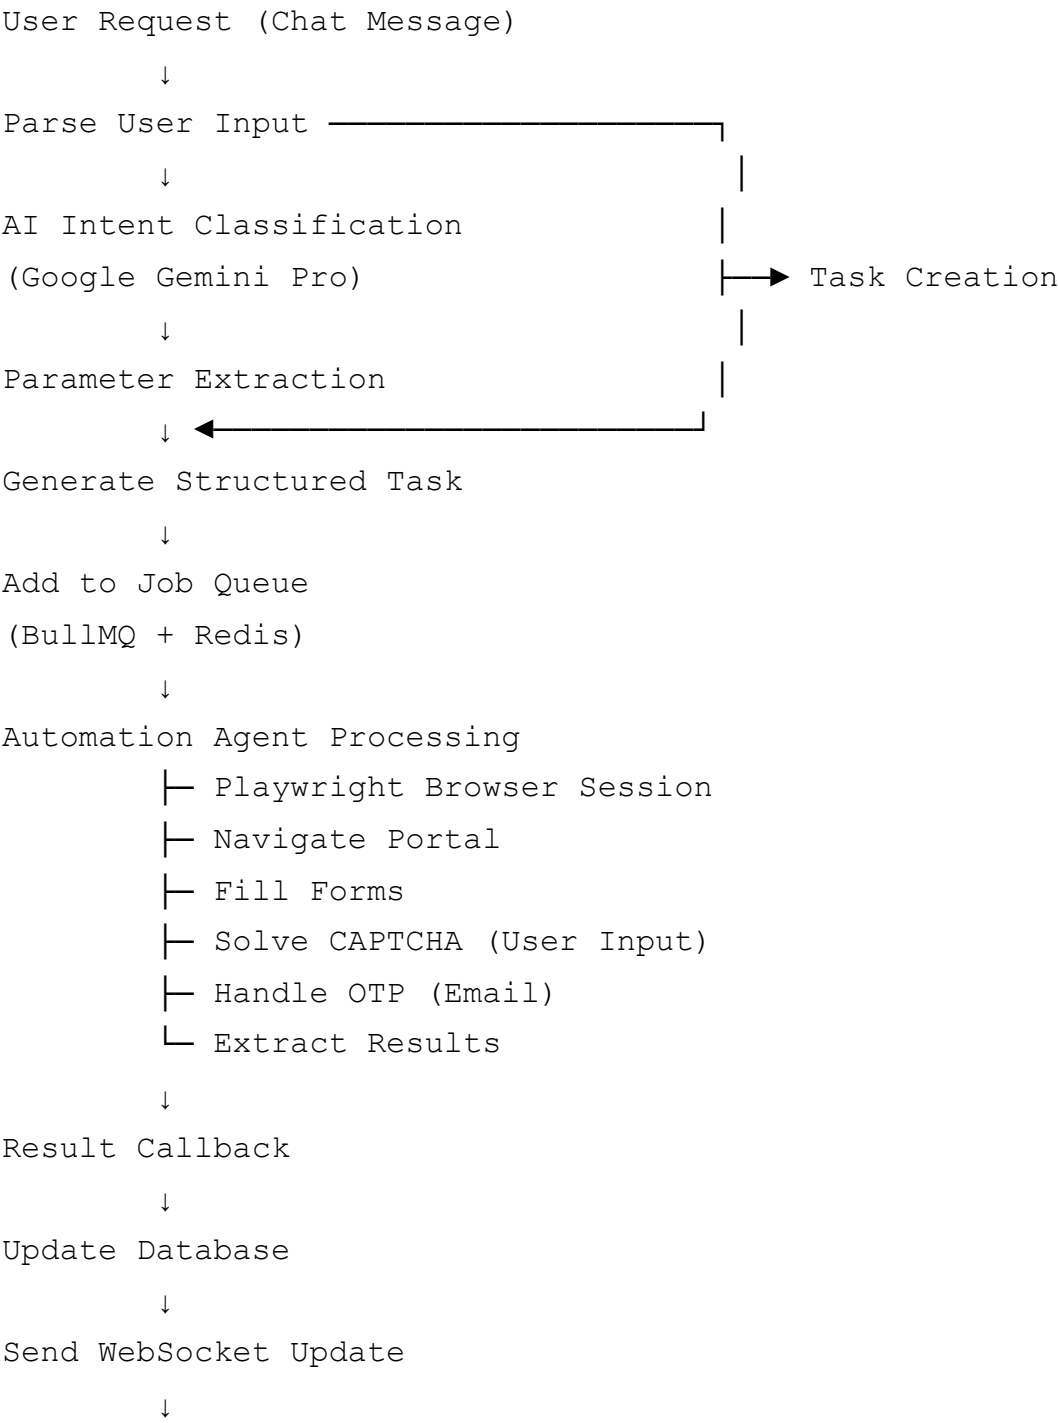 User Request (Chat Message)
↓
Parse User Input ─────────────────────┐
↓ │
AI Intent Classification │
(Google Gemini Pro) ├──► Task Creation
↓ │
Parameter Extraction │
↓ ◄──────────────────────────┘
Generate Structured Task
↓
Add to Job Queue
(BullMQ + Redis)
↓
Automation Agent Processing
├─ Playwright Browser Session
├─ Navigate Portal
├─ Fill Forms
├─ Solve CAPTCHA (User Input)
├─ Handle OTP (Email)
└─ Extract Results
↓
Result Callback
↓
Update Database
↓
Send WebSocket Update
↓